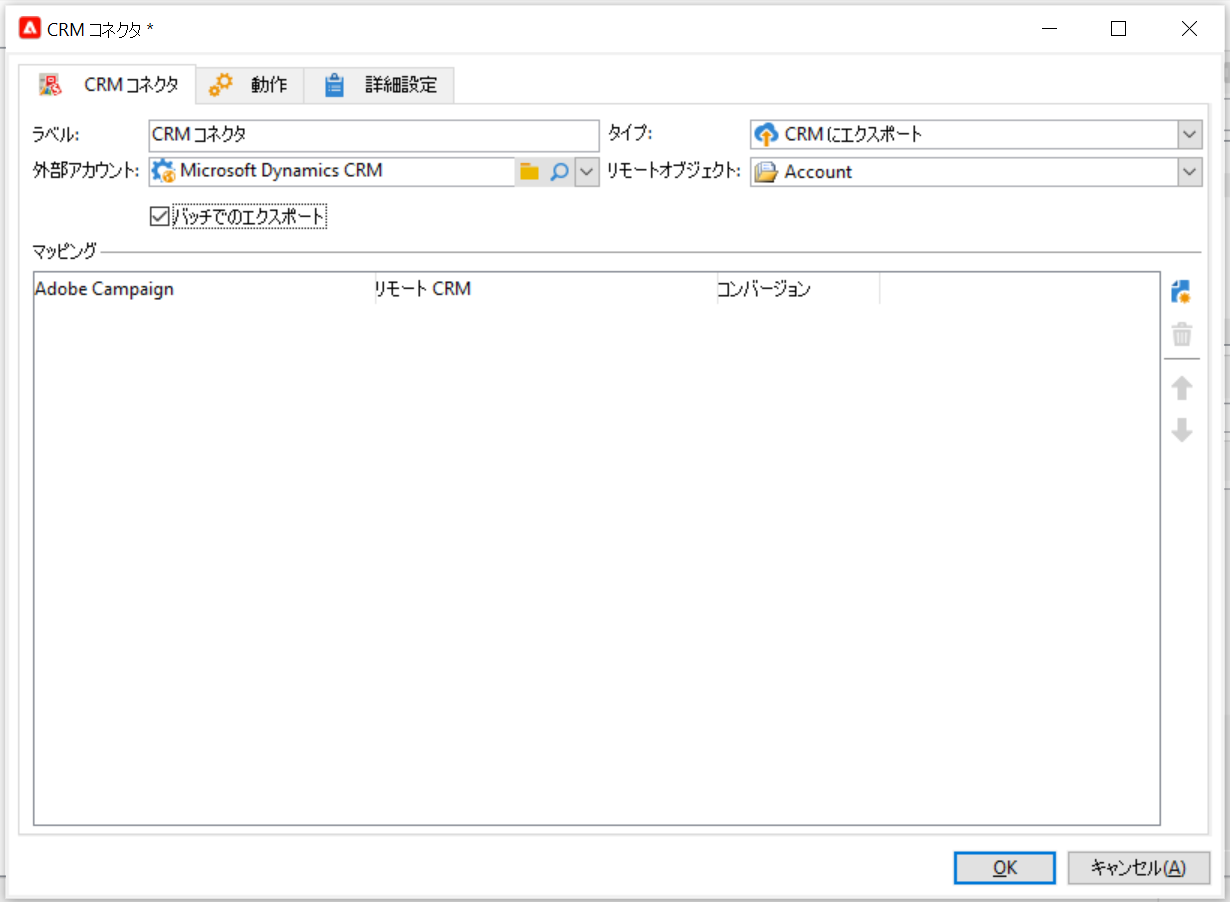 CRM コネクタ *
CRM コネクタ 動作 詳細設定
ラベル: CRM コネクタ タイプ: CRM にエクスポート
外部アカウント: Microsoft Dynamics CRM リモートオブジェクト: Account
バッチでのエクスポート
マッピング
Adobe Campaign リモート CRM コンバージョン
OK キャンセル(A)